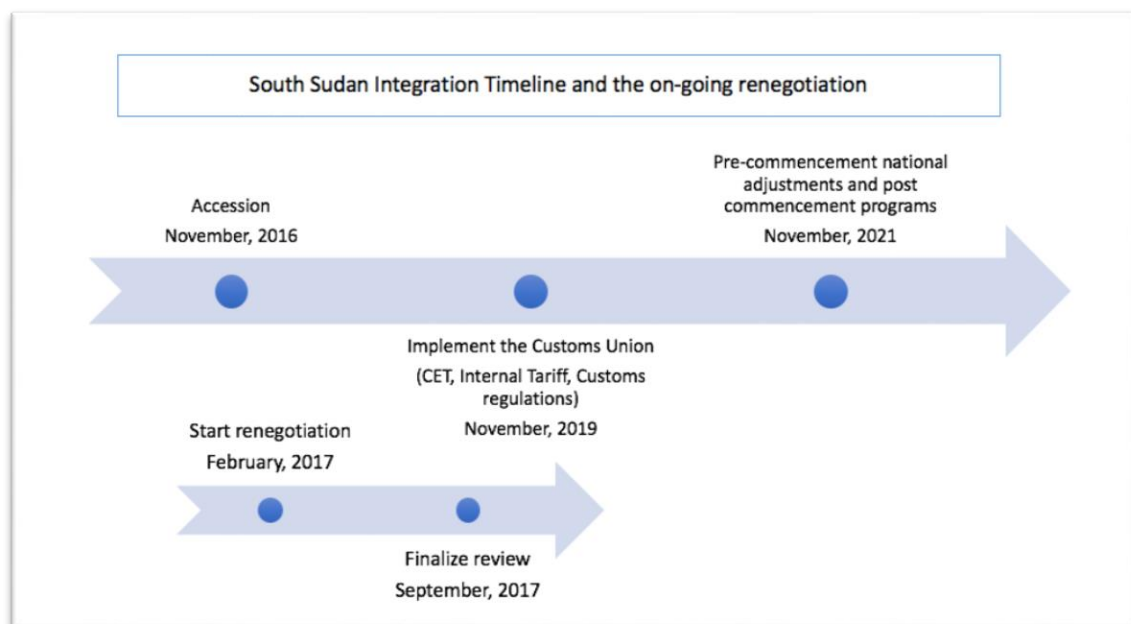 South Sudan Integration Timeline and the on-going renegotiation
Accession
November, 2016
Pre-commencement national
adjustments and post
commencement programs
November, 2021
Implement the Customs Union
(CET, Internal Tariff, Customs
regulations)
November, 2019
Start renegotiation
February, 2017
Finalize review
September, 2017